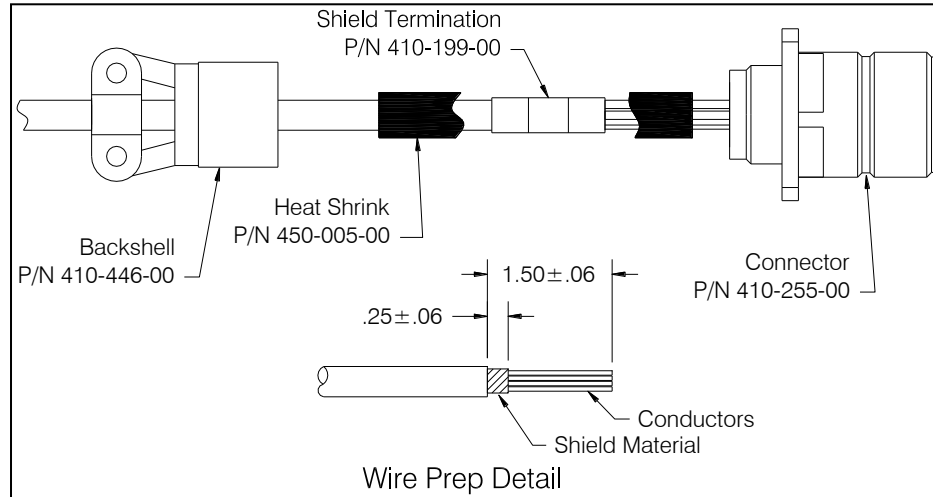 Shield Termination
P/N 410-199-00
Heat Shrink
P/N 450-005-00
Backshell
P/N 410-446-00
Connector
P/N 410-255-00
1.50±.06
.25±.06
Conductors
Shield Material
Wire Prep Detail